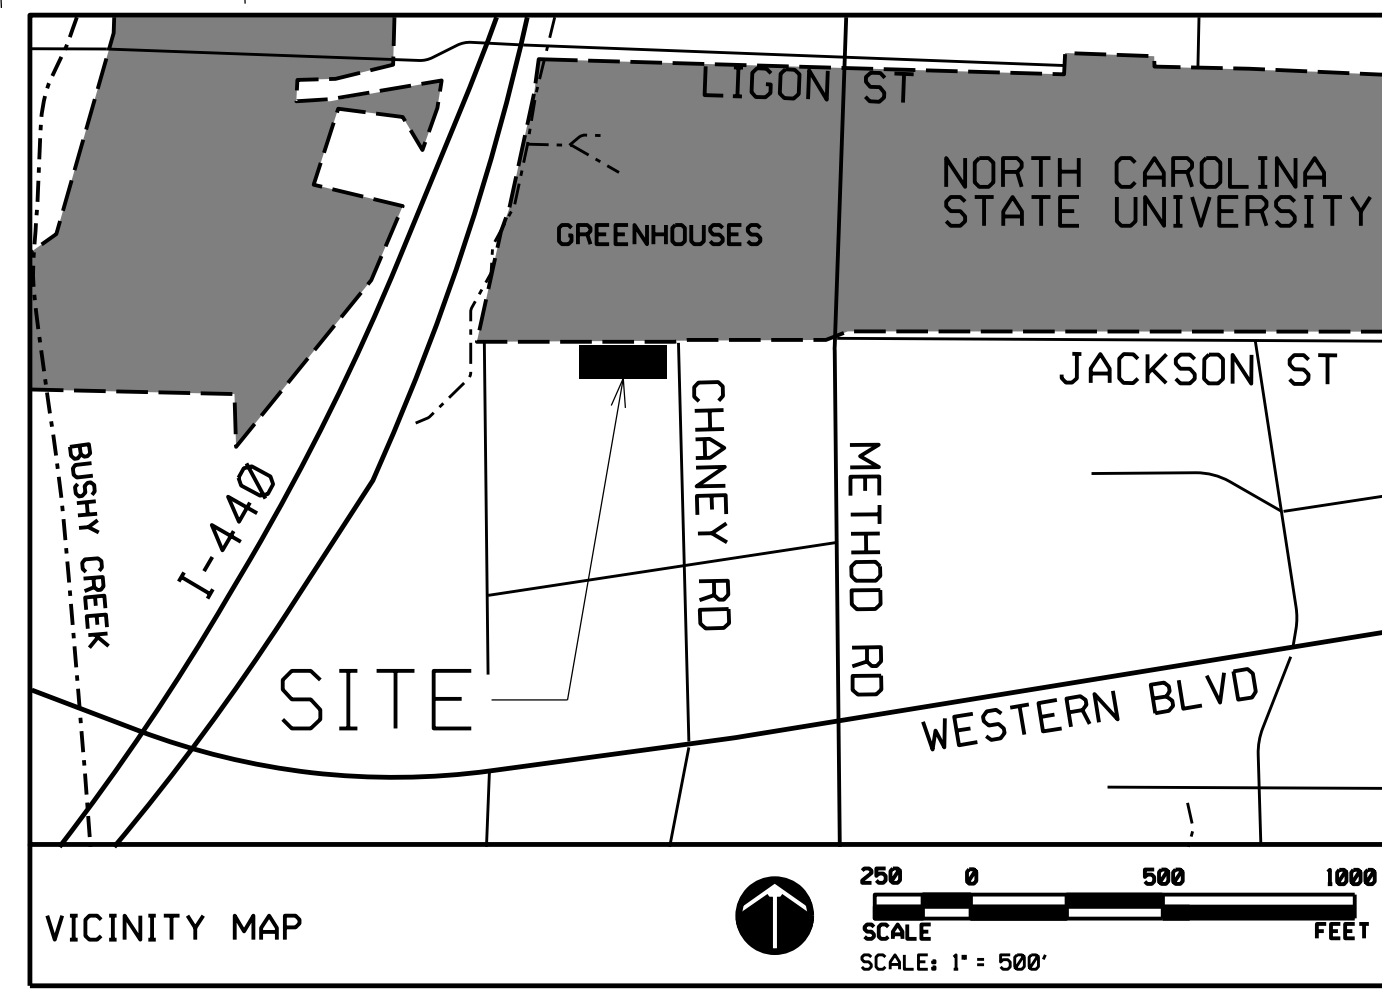 LIGON ST
NORTH CAROLINA
STATE UNIVERSITY
GREENHOUSES
JACKSON ST
CHANEY RD
METHOD RD
BUSHY CREEK
I-440
SITE
WESTERN BLVD
VICINITY MAP
250 0 500 1000
SCALE FEET
SCALE: 1" = 500'